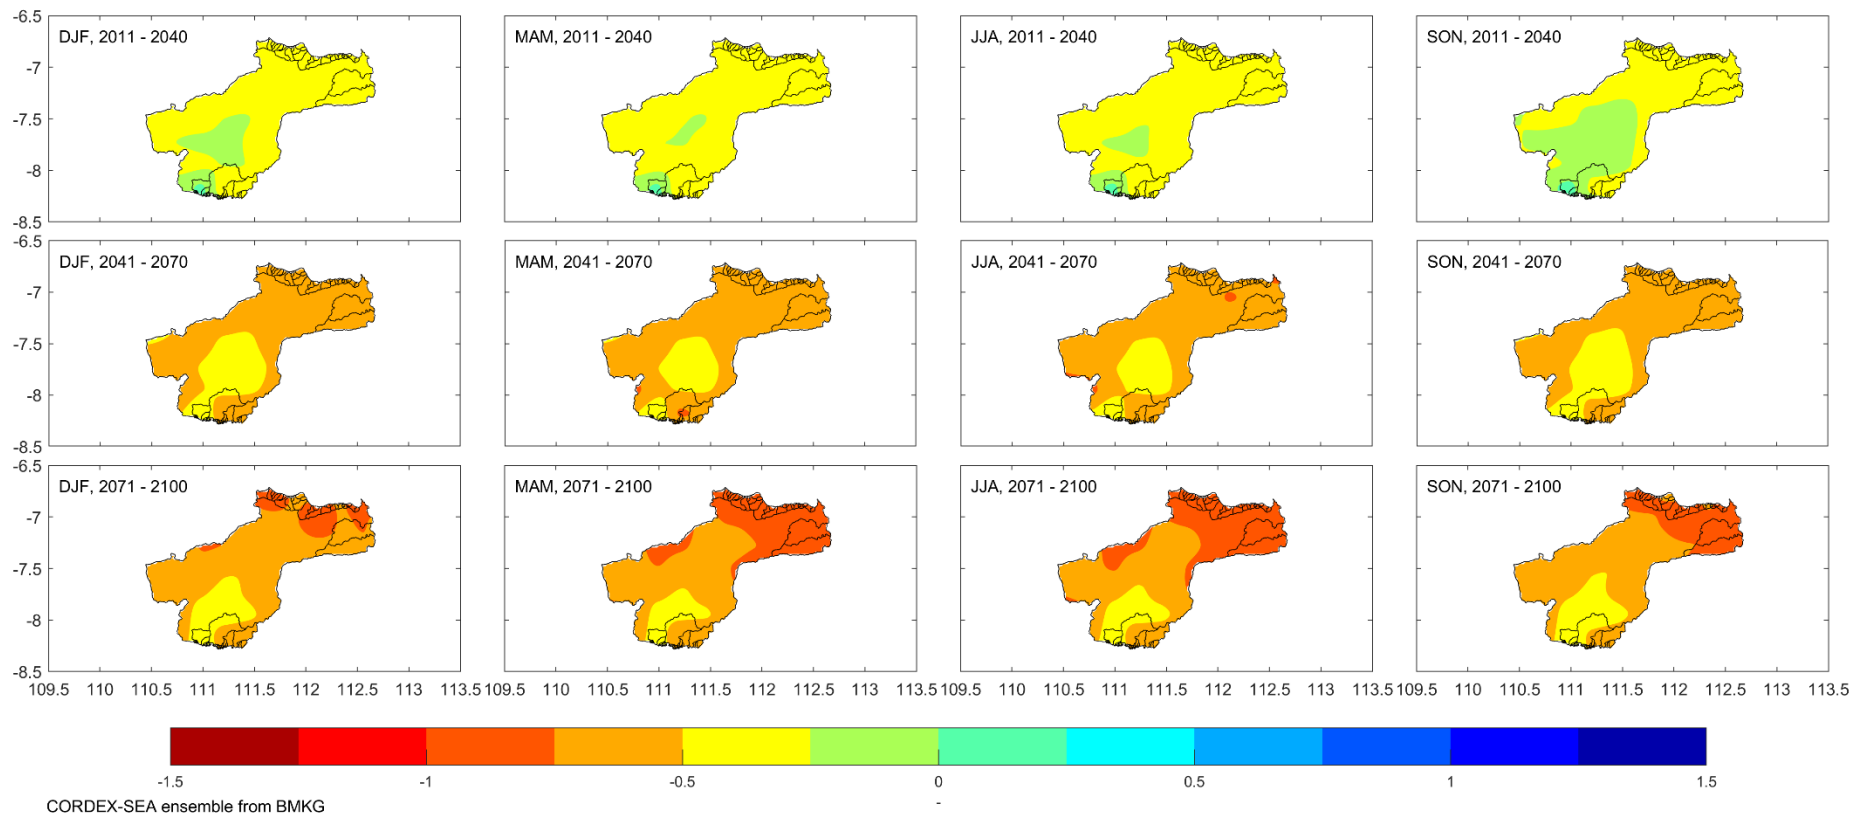 -6.5
DJF, 2011 - 2040
MAM, 2011 - 2040
JJA, 2011 - 2040
SON, 2011 - 2040
-7
-7.5
-8
-8.5
-6.5
DJF, 2041 - 2070
MAM, 2041 - 2070
JJA, 2041 - 2070
SON, 2041 - 2070
-7
-7.5
-8
-8.5
-6.5
DJF, 2071 - 2100
MAM, 2071 - 2100
JJA, 2071 - 2100
SON, 2071 - 2100
-7
-7.5
-8
-8.5
109.5 110 110.5 111 111.5 112 112.5 113 113.5
109.5 110 110.5 111 111.5 112 112.5 113 113.5
109.5 110 110.5 111 111.5 112 112.5 113 113.5
109.5 110 110.5 111 111.5 112 112.5 113 113.5
-1.5 -1 -0.5 0 0.5 1 1.5
-
CORDEX-SEA ensemble from BMKG